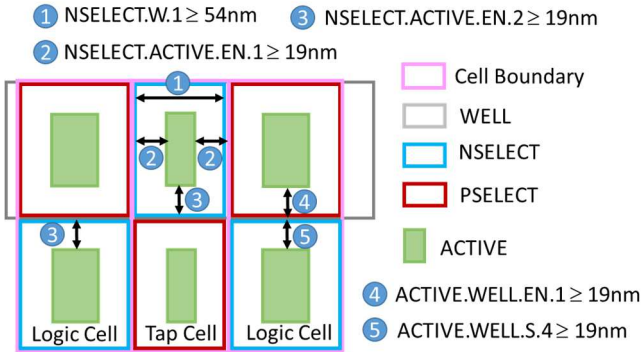 1 NSELECT.W.1 ≥ 54nm
3 NSELECT.ACTIVE.EN.2 ≥ 19nm
2 NSELECT.ACTIVE.EN.1 ≥ 19nm
1
2 2
3
4
3
5
Logic Cell Tap Cell Logic Cell
Cell Boundary
WELL
NSELECT
PSELECT
ACTIVE
4 ACTIVE.WELL.EN.1 ≥ 19nm
5 ACTIVE.WELL.S.4 ≥ 19nm